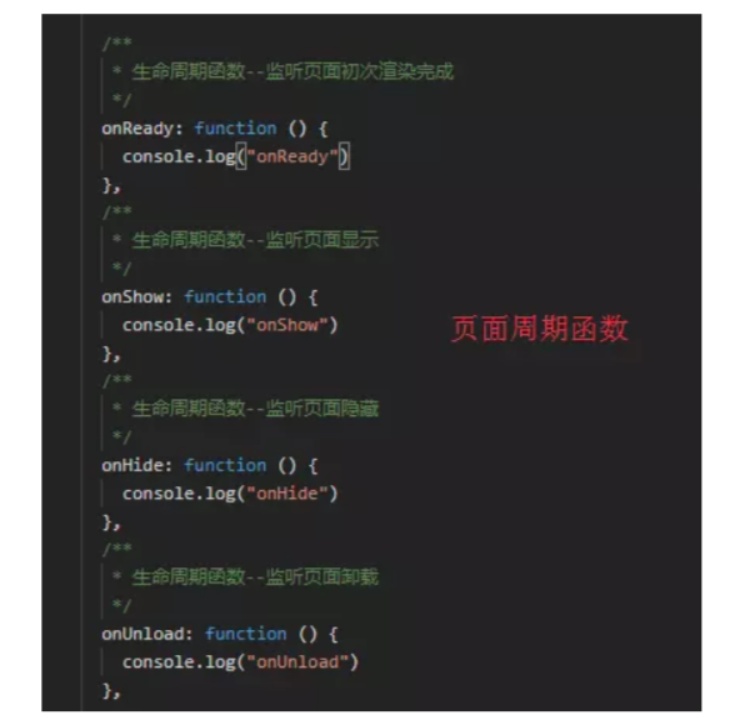 /**
* 生命周期函数--监听页面初次渲染完成
*/
onReady: function () {
console.log("onReady")
},
/**
* 生命周期函数--监听页面显示
*/
onShow: function () {
console.log("onShow")
页面周期函数
},
/**
* 生命周期函数--监听页面隐藏
*/
onHide: function () {
console.log("onHide")
},
/**
* 生命周期函数--监听页面卸载
*/
onUnload: function () {
console.log("onUnload")
},